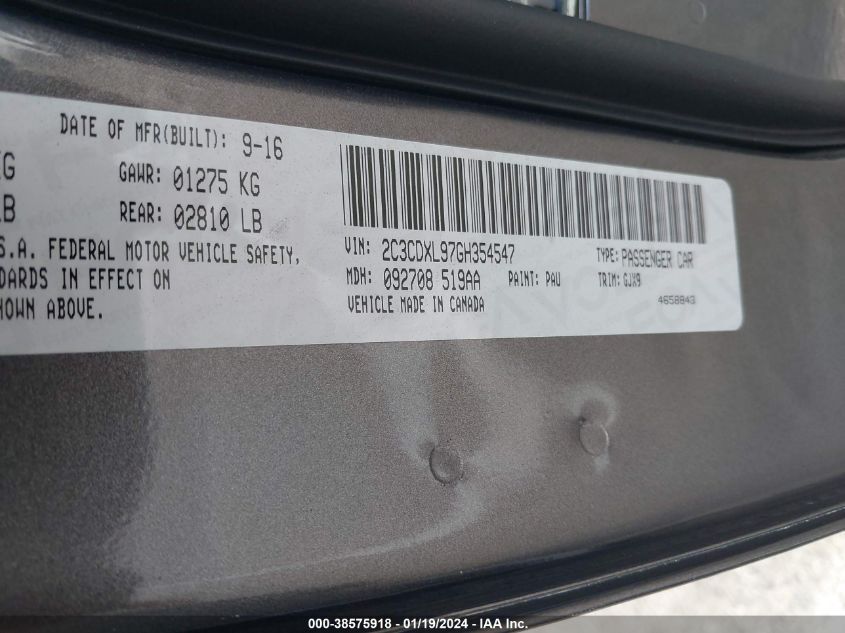 DATE OF MFR(BUILT): 9-16
KG GAWR: 01275 KG
LB REAR: 02810 LB
S.A. FEDERAL MOTOR VEHICLE SAFETY,
DARDS IN EFFECT ON
HOWN ABOVE.
VIN: 2C3CDXL97GH354547 TYPE: PASSENGER CAR
MDH: 092708 519AA PAINT: PAU TRIM: GJX9
VEHICLE MADE IN CANADA 4658843
000-38575918 - 01/19/2024 - IAA Inc.